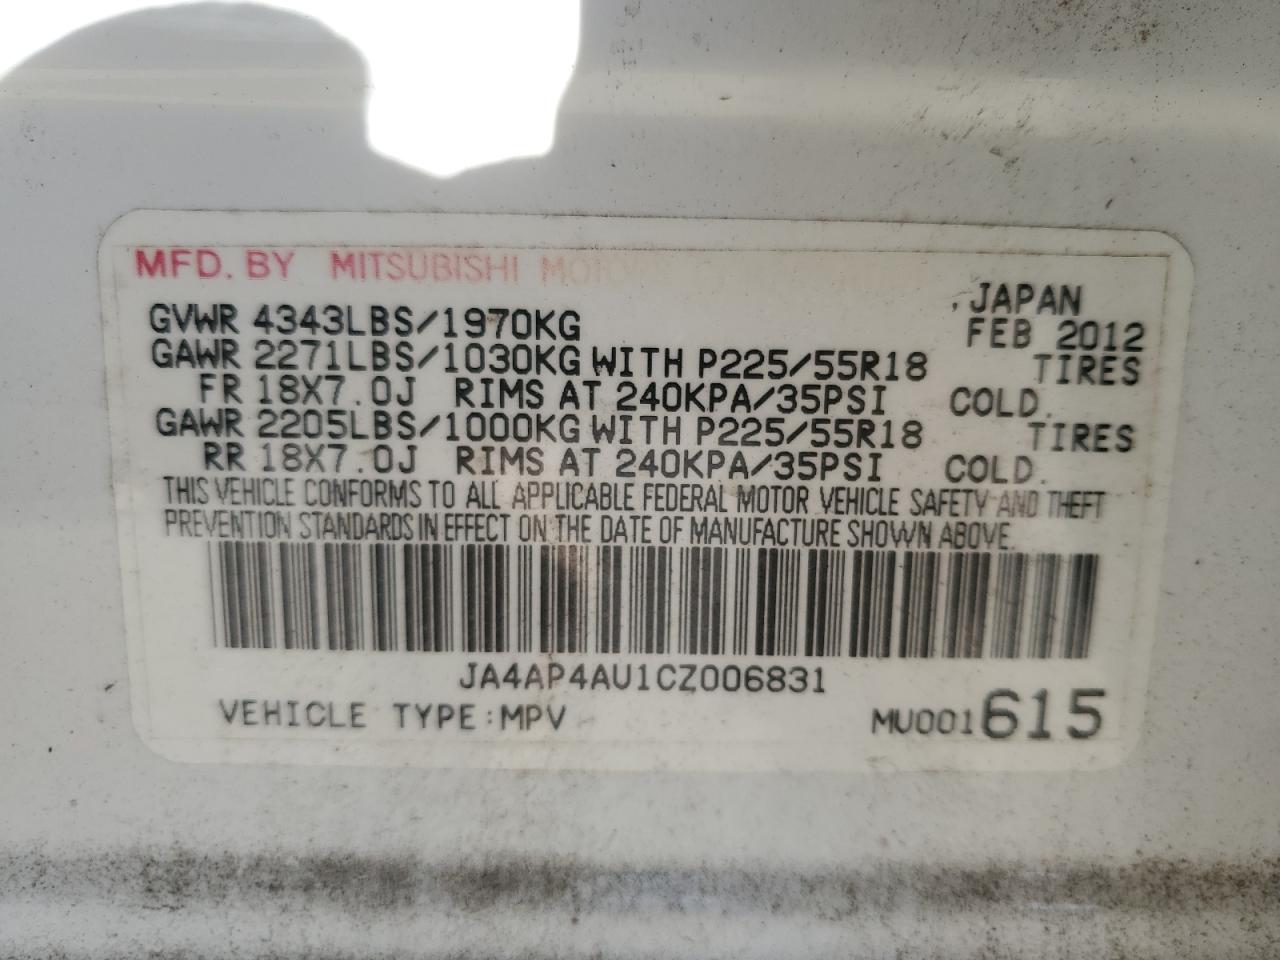 MFD. BY MITSUBISHI
, JAPAN
GVWR 4343LBS/1970KG FEB 2012
GAWR 2271LBS/1030KG WITH P225/55R18 TIRES
FR 18X7.0J RIMS AT 240KPA/35PSI COLD.
GAWR 2205LBS/1000KG WITH P225/55R18 TIRES
RR 18X7.0J RIMS AT 240KPA/35PSI COLD.
THIS VEHICLE CONFORMS TO ALL APPLICABLE FEDERAL MOTOR VEHICLE SAFETY AND THEFT
PREVENTION STANDARDS IN EFFECT ON THE DATE OF MANUFACTURE SHOWN ABOVE.
JA4AP4AU1CZ006831
VEHICLE TYPE:MPV MU001615